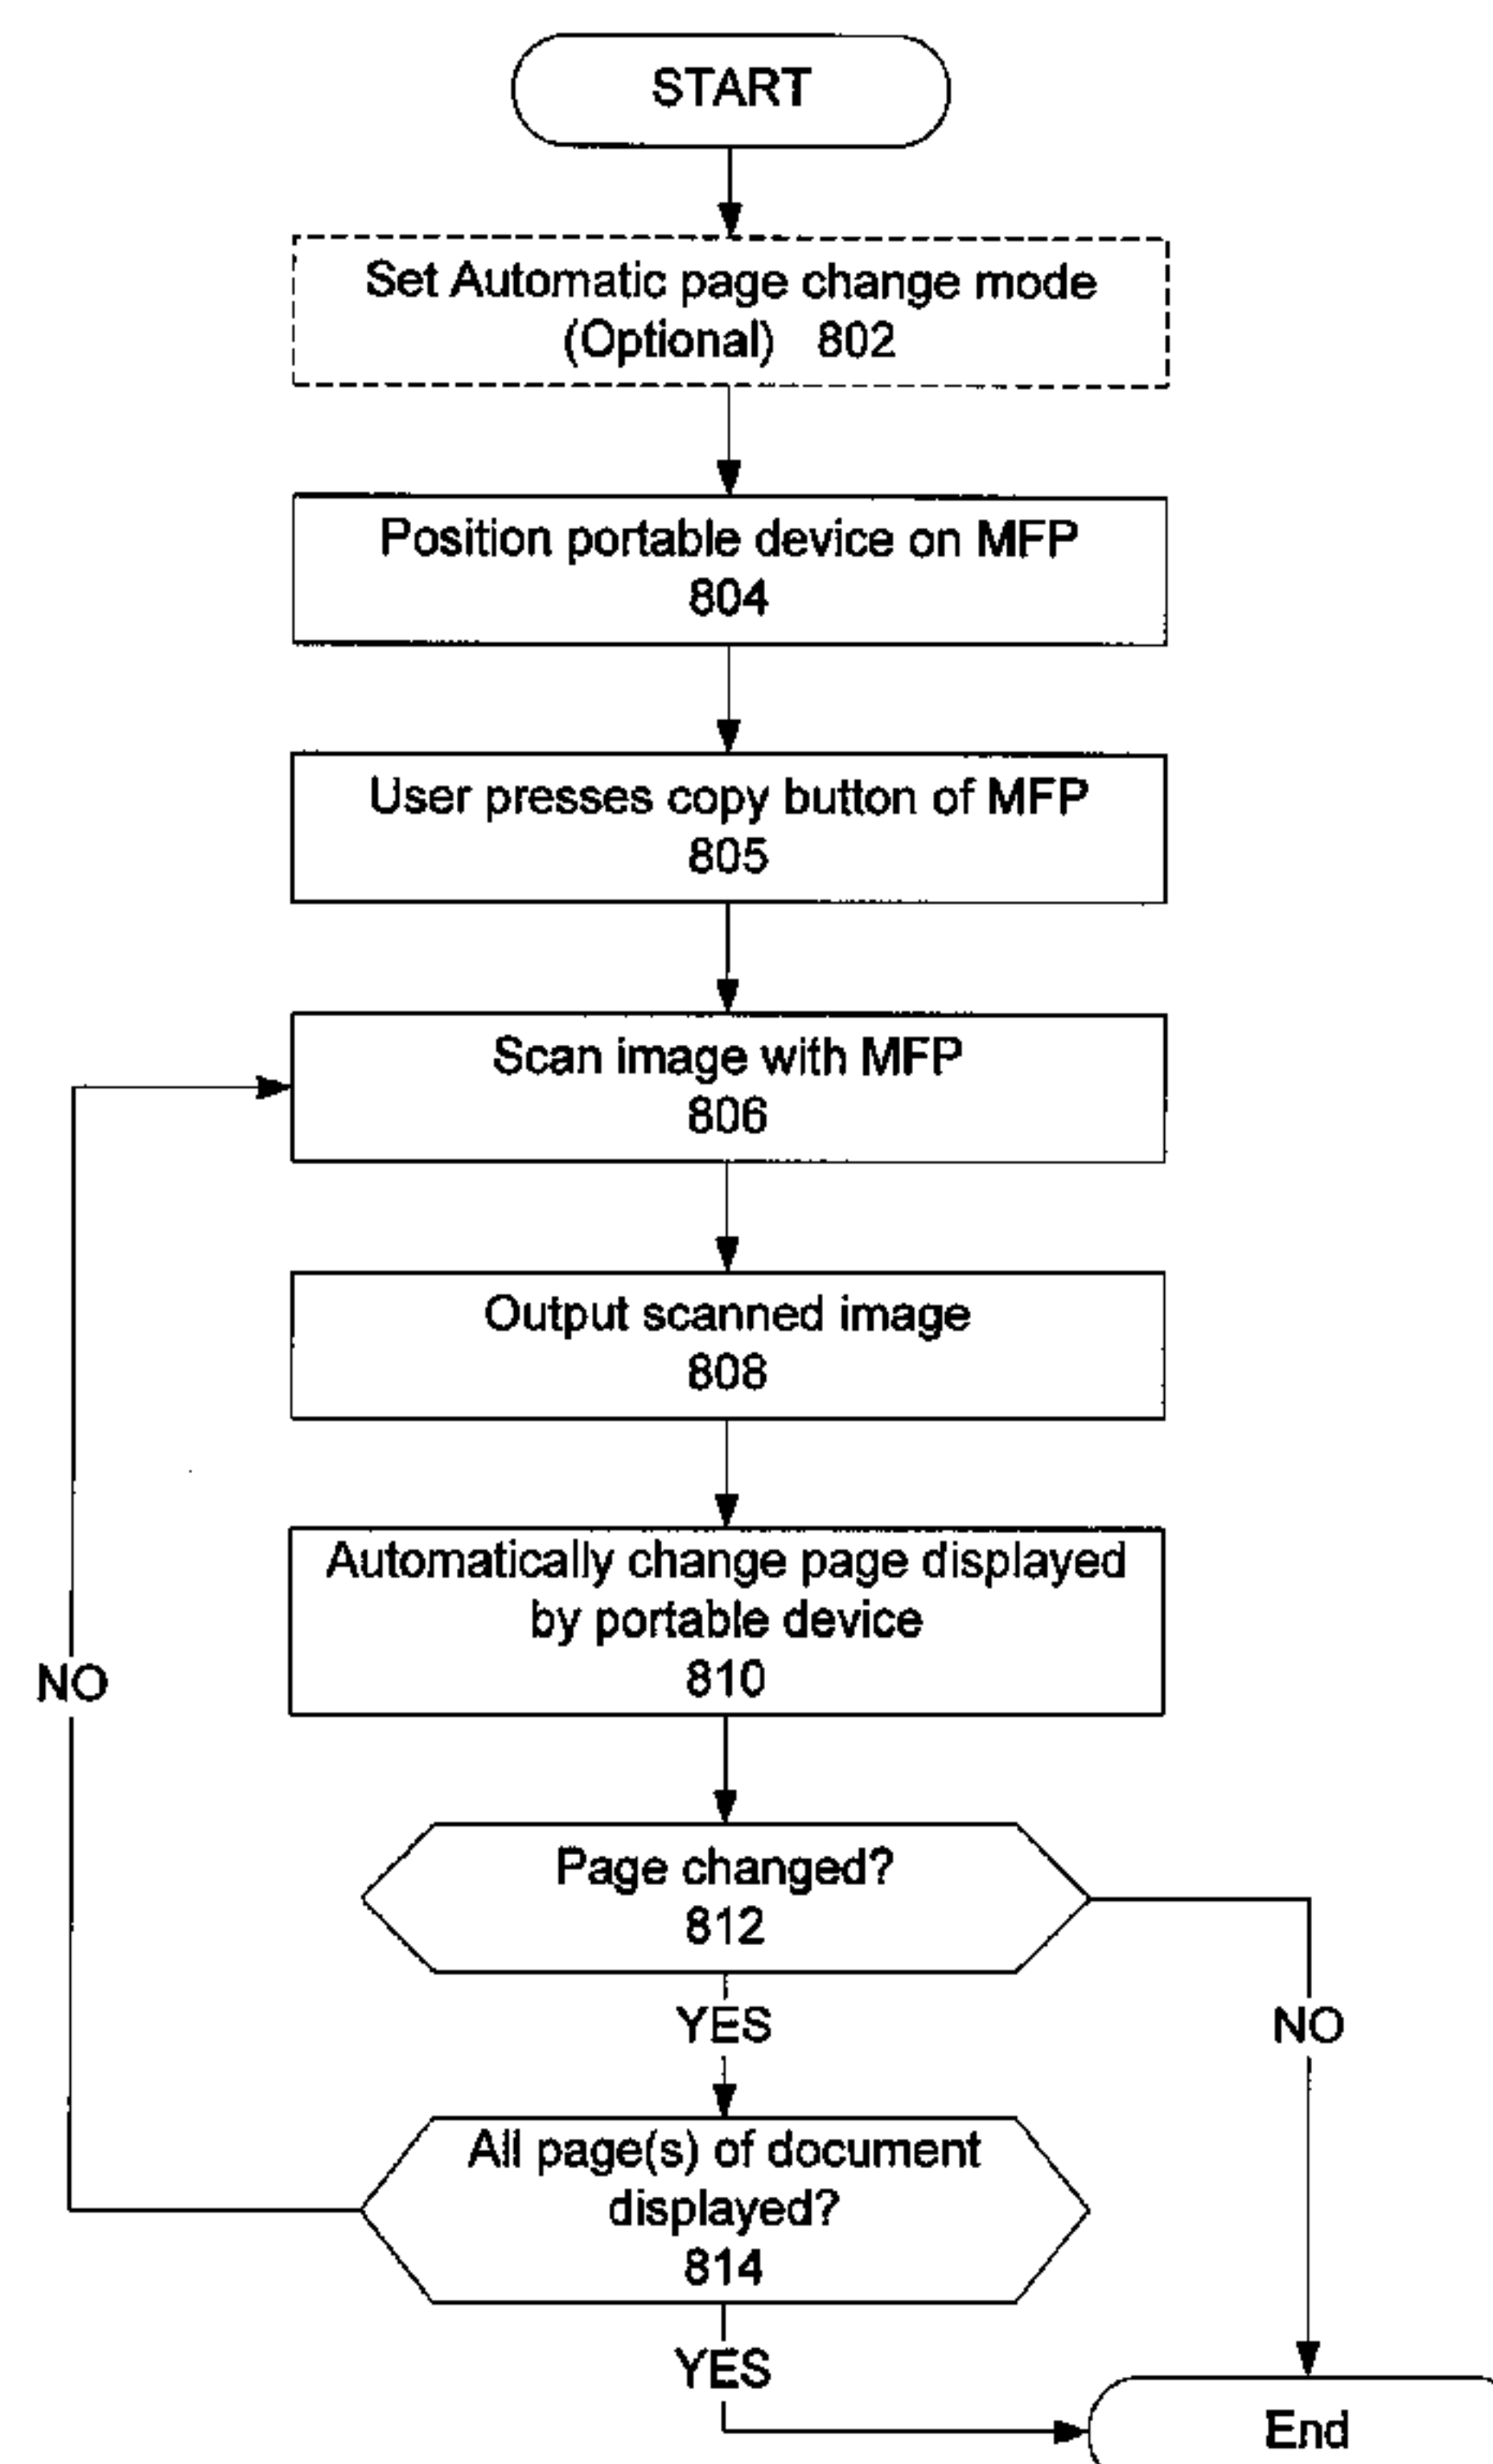 START
Set Automatic page change mode
(Optional) 802
Position portable device on MFP
804
User presses copy button of MFP
805
Scan image with MFP
806
Output scanned image
808
Automatically change page displayed
by portable device
810
NO
Page changed?
812
YES
NO
All page(s) of document
displayed?
814
YES
End